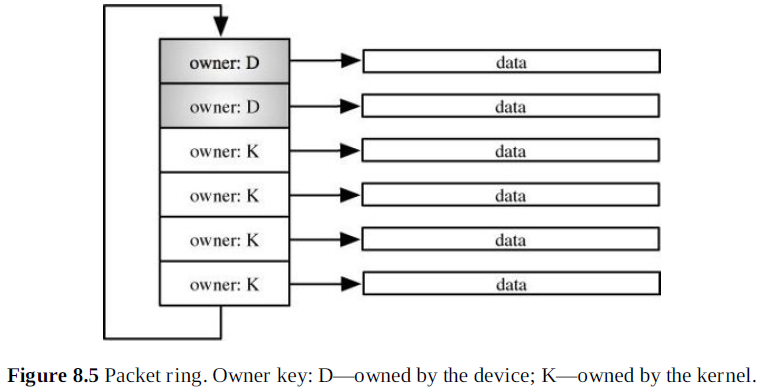 owner: D data
owner: D data
owner: K data
owner: K data
owner: K data
owner: K data
Figure 8.5 Packet ring. Owner key: D—owned by the device; K—owned by the kernel.